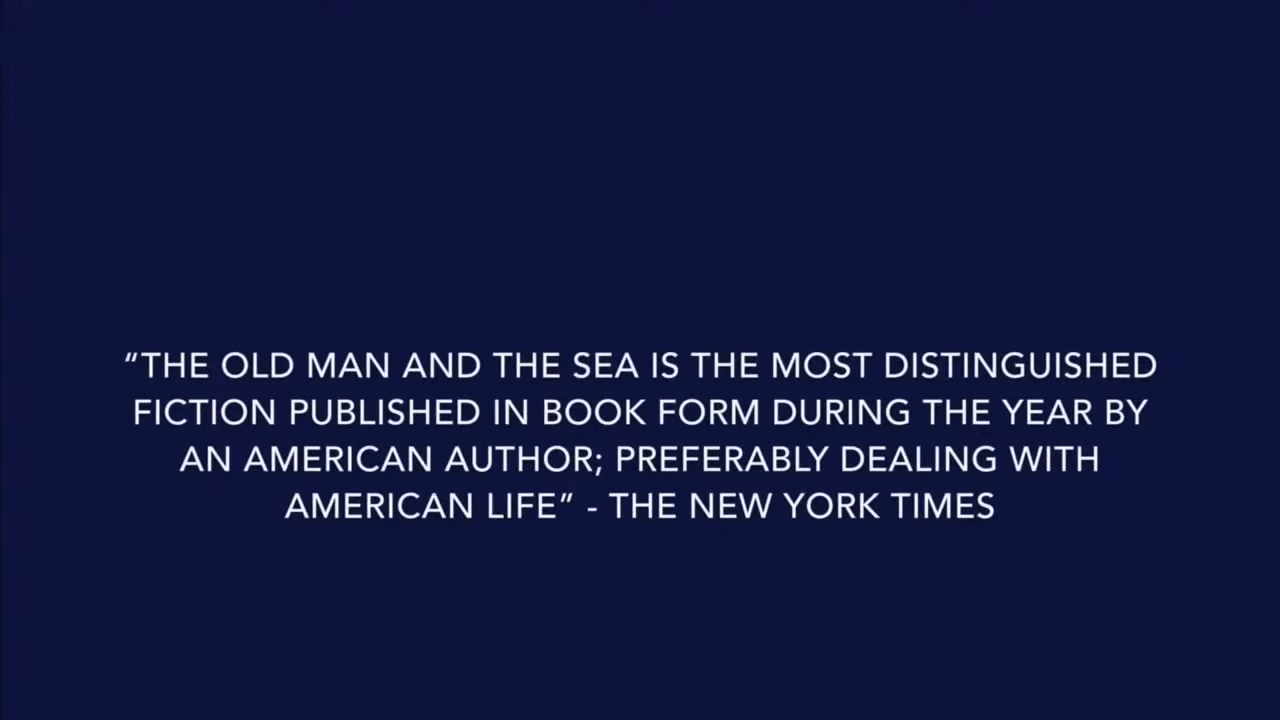 "THE OLD MAN AND THE SEA IS THE MOST DISTINGUISHED
FICTION PUBLISHED IN BOOK FORM DURING THE YEAR BY
AN AMERICAN AUTHOR; PREFERABLY DEALING WITH
AMERICAN LIFE" - THE NEW YORK TIMES